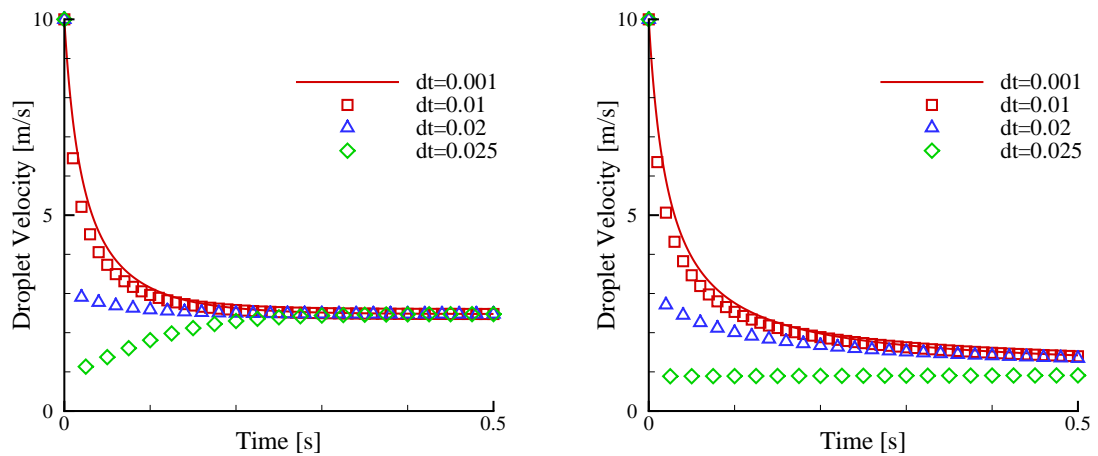 10
5
0
Droplet Velocity [m/s]
dt=0.001
dt=0.01
dt=0.02
dt=0.025
0
0.5
Time [s]
10
5
0
Droplet Velocity [m/s]
dt=0.001
dt=0.01
dt=0.02
dt=0.025
0
0.5
Time [s]